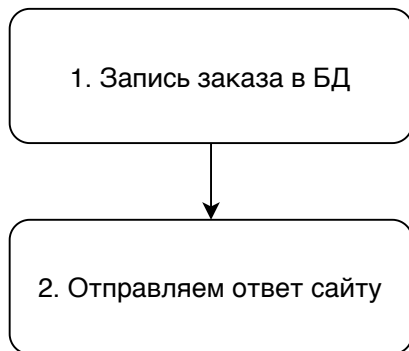 1. Запись заказа в БД
2. Отправляем ответ сайту